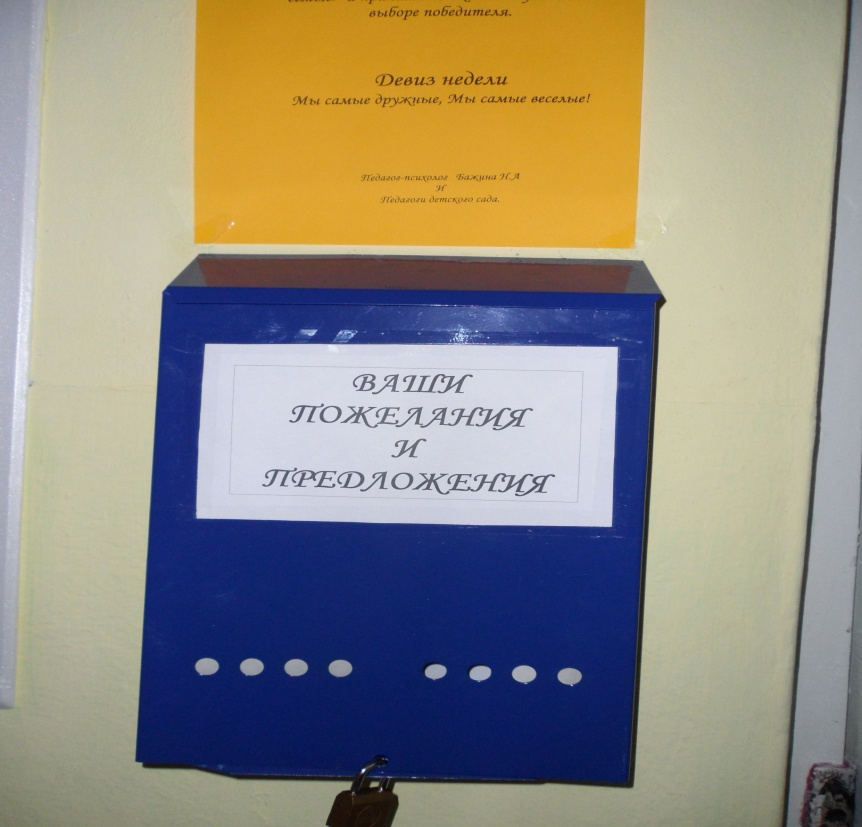 выборе победителя.
Девиз недели
Мы самые дружные, Мы самые веселые!
Педагог-психолог Бажина Н.А
И
Педагоги детского сада.
ВАШИ
ПОЖЕЛАНИЯ
И
ПРЕДЛОЖЕНИЯ